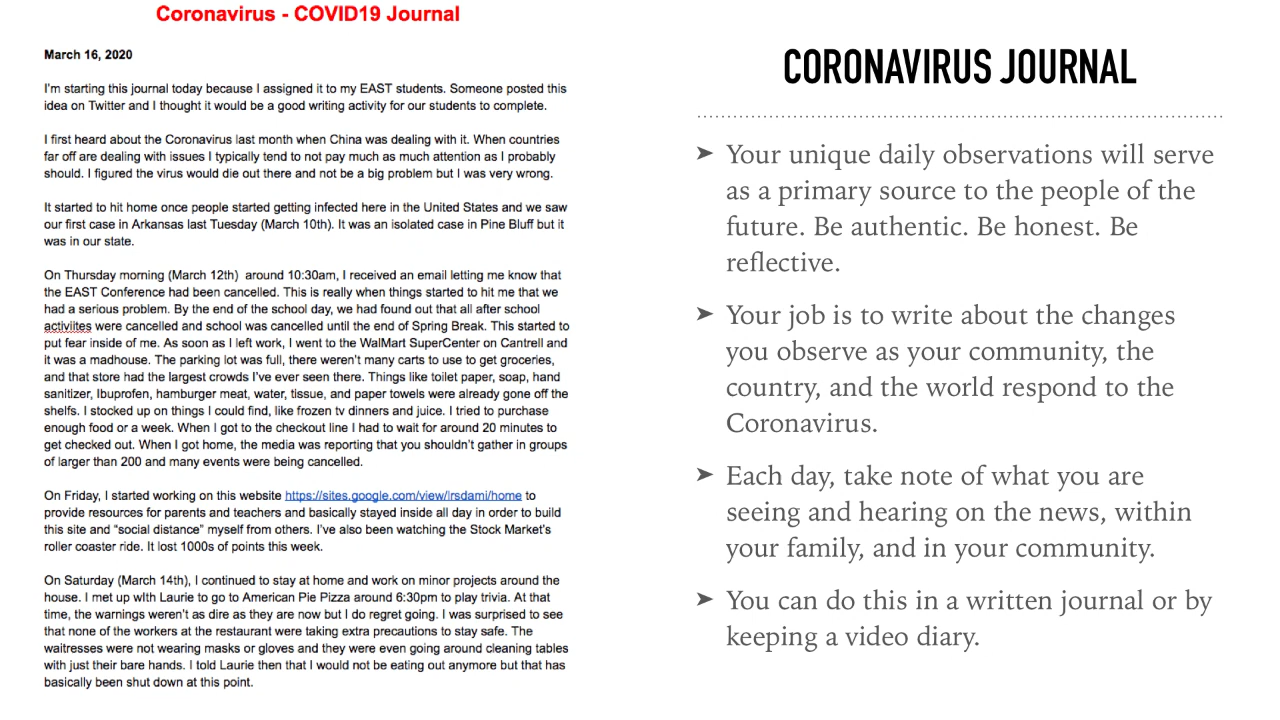 Coronavirus - COVID19 Journal
March 16, 2020
I'm starting this journal today because I assigned it to my EAST students. Someone posted this
idea on Twitter and I thought it would be a good writing activity for our students to complete.
I first heard about the Coronavirus last month when China was dealing with it. When countries
far off are dealing with issues I typically tend to not pay much as much attention as I probably
should. I figured the virus would die out there and not be a big problem but I was very wrong.
It started to hit home once people started getting infected here in the United States and we saw
our first case in Arkansas last Tuesday (March 10th). It was an isolated case in Pine Bluff but it
was in our state.
On Thursday morning (March 12th)  around 10:30am, I received an email letting me know that
the EAST Conference had been cancelled. This is really when things started to hit me that we
had a serious problem. By the end of the school day, we had found out that all after school
activiites were cancelled and school was cancelled until the end of Spring Break. This started to
put fear inside of me. As soon as I left work, I went to the WalMart SuperCenter on Cantrell and
it was a madhouse. The parking lot was full, there weren't many carts to use to get groceries,
and that store had the largest crowds I've ever seen there. Things like toilet paper, soap, hand
sanitizer, Ibuprofen, hamburger meat, water, tissue, and paper towels were already gone off the
shelfs. I stocked up on things I could find, like frozen tv dinners and juice. I tried to purchase
enough food or a week. When I got to the checkout line I had to wait for around 20 minutes to
get checked out. When I got home, the media was reporting that you shouldn't gather in groups
of larger than 200 and many events were being cancelled.
On Friday, I started working on this website https://sites.google.com/view/lrsdami/home to
provide resources for parents and teachers and basically stayed inside all day in order to build
this site and "social distance" myself from others. I've also been watching the Stock Market's
roller coaster ride. It lost 1000s of points this week.
On Saturday (March 14th), I continued to stay at home and work on minor projects around the
house. I met up with Laurie to go to American Pie Pizza around 6:30pm to play trivia. At that
time, the warnings weren't as dire as they are now but I do regret going. I was surprised to see
that none of the workers at the restaurant were taking extra precautions to stay safe. The
waitresses were not wearing masks or gloves and they were even going around cleaning tables
with just their bare hands. I told Laurie then that I would not be eating out anymore but that has
basically been shut down at this point.
CORONAVIRUS JOURNAL
➤ Your unique daily observations will serve
as a primary source to the people of the
future. Be authentic. Be honest. Be
reflective.
➤ Your job is to write about the changes
you observe as your community, the
country, and the world respond to the
Coronavirus.
➤ Each day, take note of what you are
seeing and hearing on the news, within
your family, and in your community.
➤ You can do this in a written journal or by
keeping a video diary.